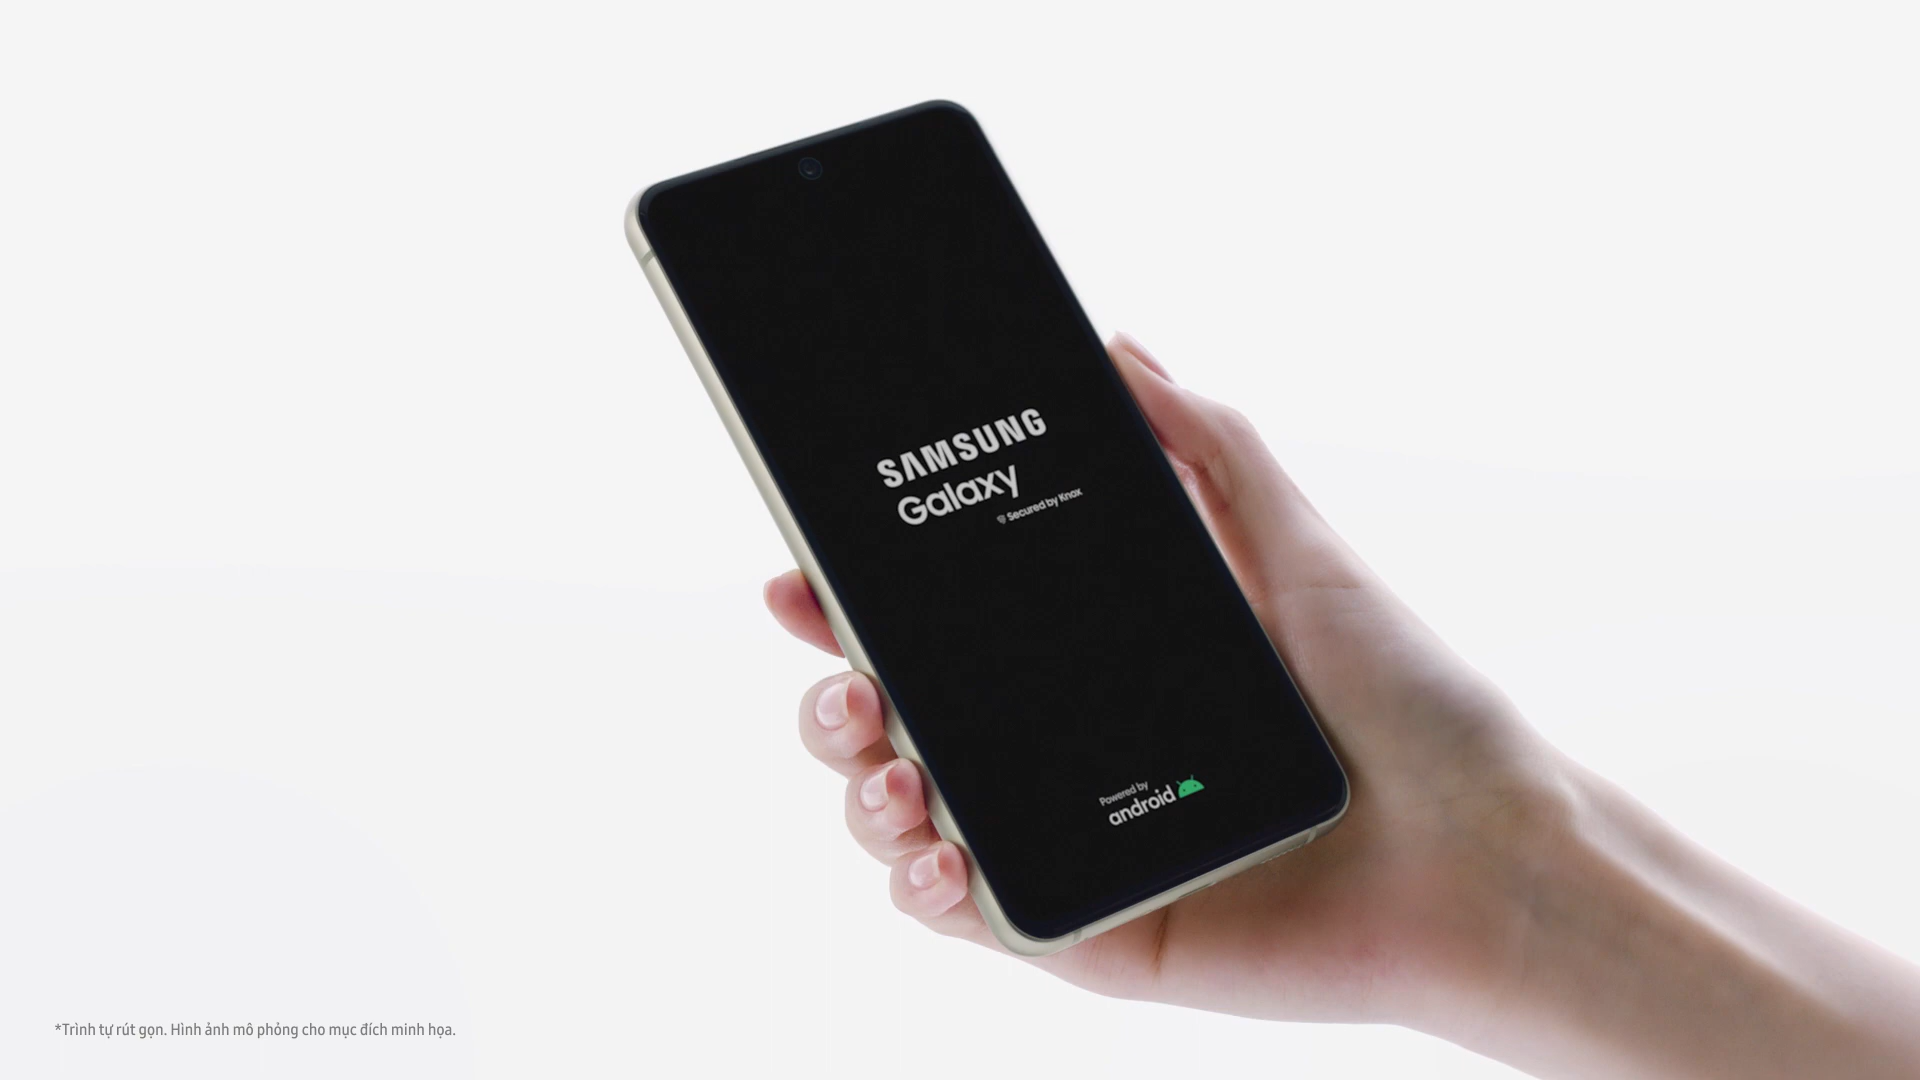 SAMSUNG
Galaxy
Secured by Knox
Powered by
android
*Trình tự rút gọn. Hình ảnh mô phỏng cho mục đích minh họa.